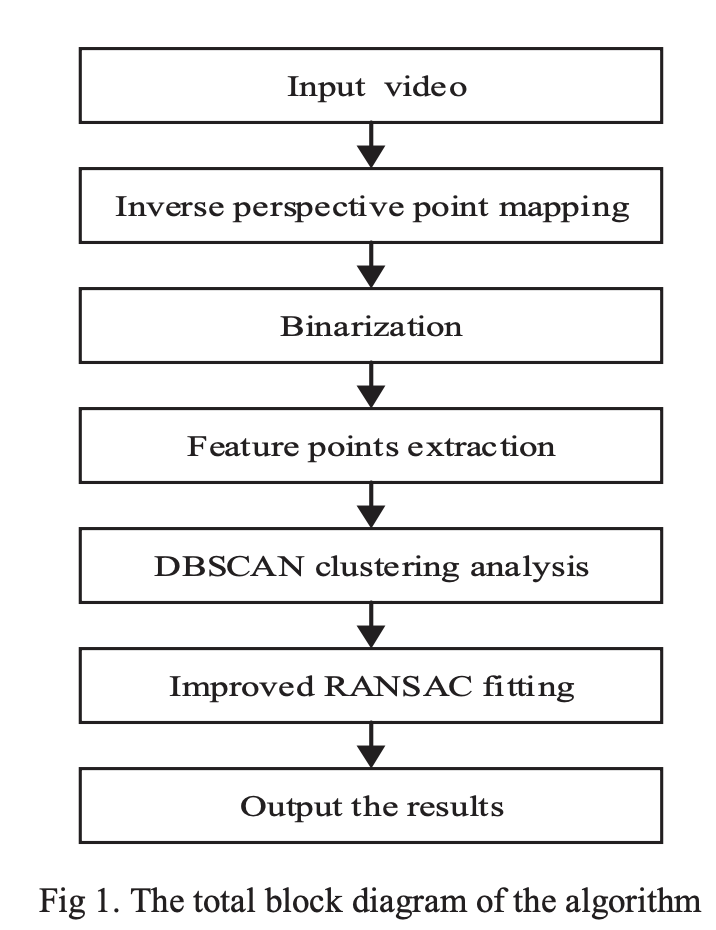 Input video
Inverse perspective point mapping
Binarization
Feature points extraction
DBSCAN clustering analysis
Improved RANSAC fitting
Output the results
Fig 1. The total block diagram of the algorithm